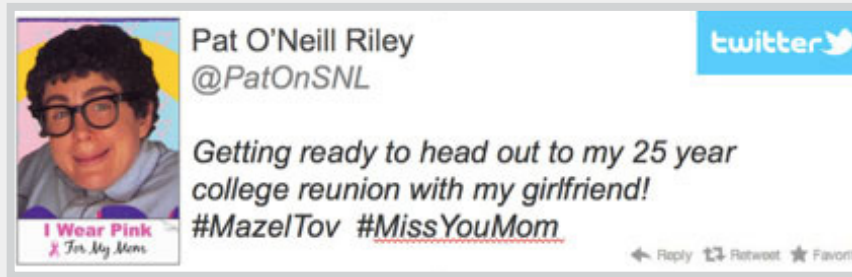 Pat O'Neill Riley
@PatOnSNL
twitter
Getting ready to head out to my 25 year
college reunion with my girlfriend!
#MazelTov #MissYouMom
I Wear Pink
For My Mom
Reply Retweet